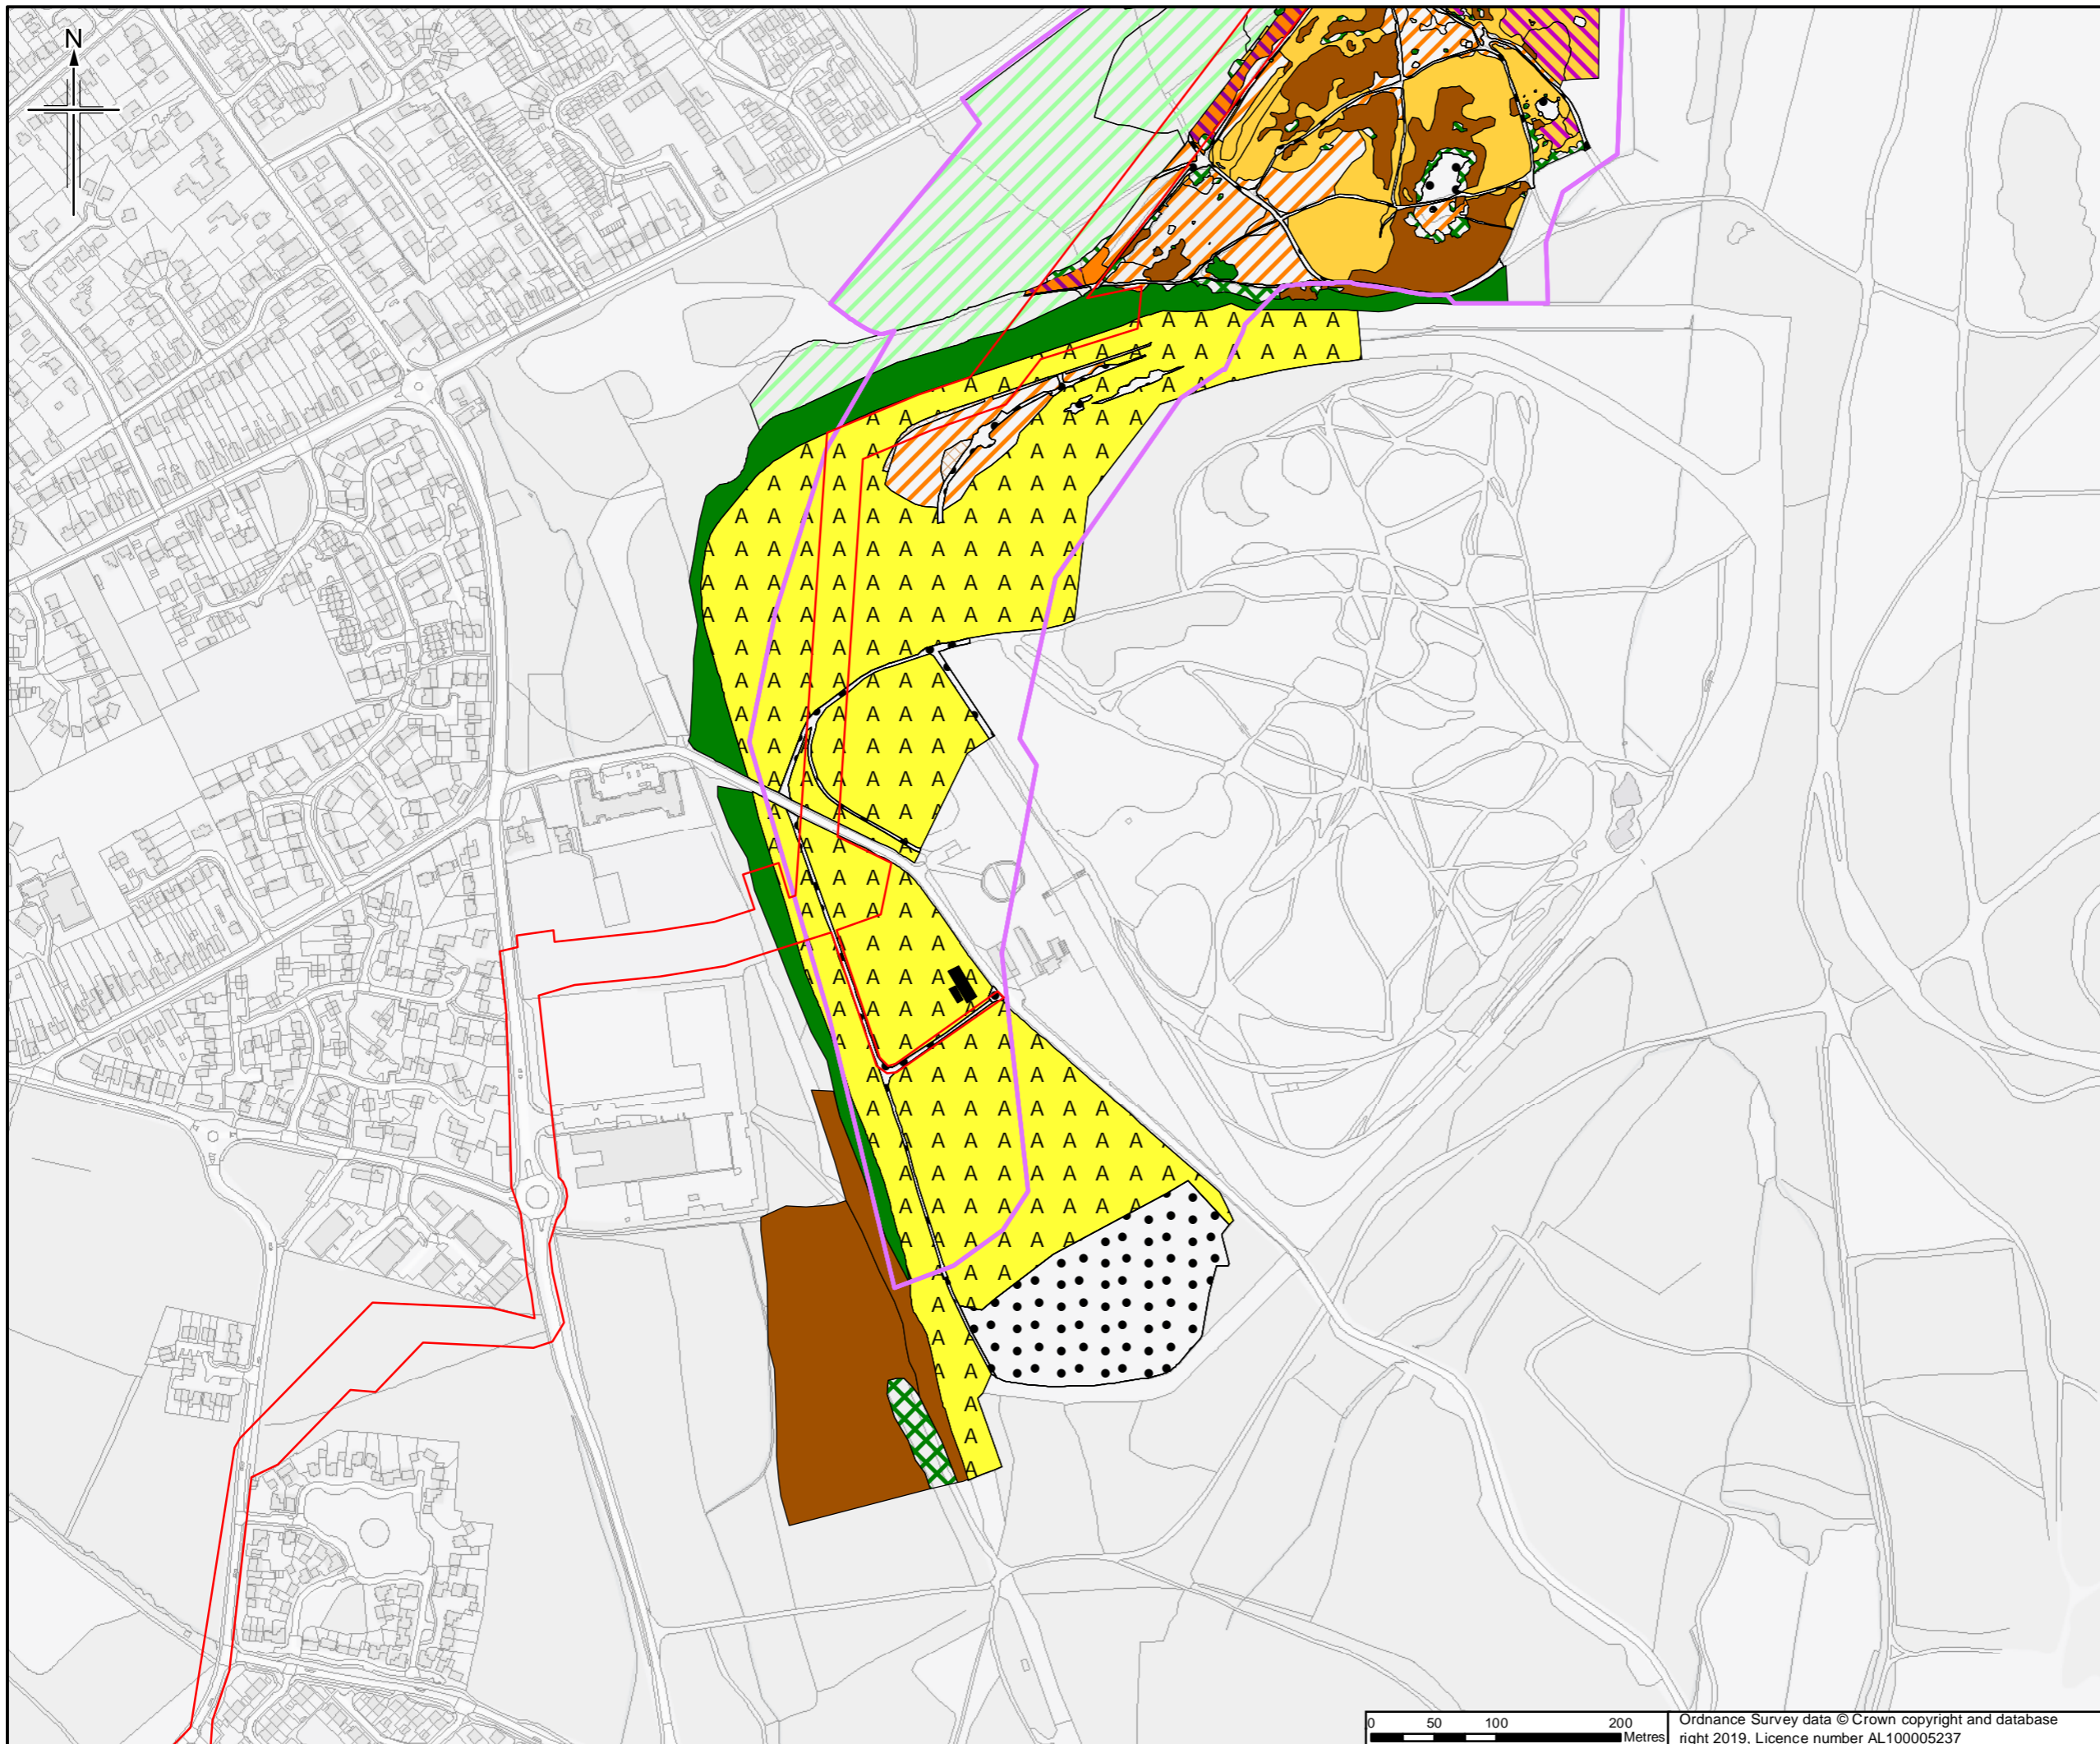 N
A A A A A A A
A A A A A A A A A A
A A A A A A A A
A A A A A A
A A A A A A
A A A A A A A A
A A A A A A A A A A A
A A A A A A A A A A A A
A A A A A A A A A A A A
A A A A A A A A A A A A
A A A A A A
A A A A A A A
A A A A A A A A
A A A A A A A A
A A A A A A
A A A A A A
A A A A
A A A A
A A A A A
A A A A A
A A A A A A
A A A A A A
A A A A A A A
A A A A A A A
A A A A A A A A
A A A A A A A A A
A A A A A A A A A A
A A A A A A A A
A A A A A A
A A A
A A
A A
A A
A
A
A
0 50 100 200
Metres
Ordnance Survey data © Crown copyright and database
right 2019, Licence number AL100005237